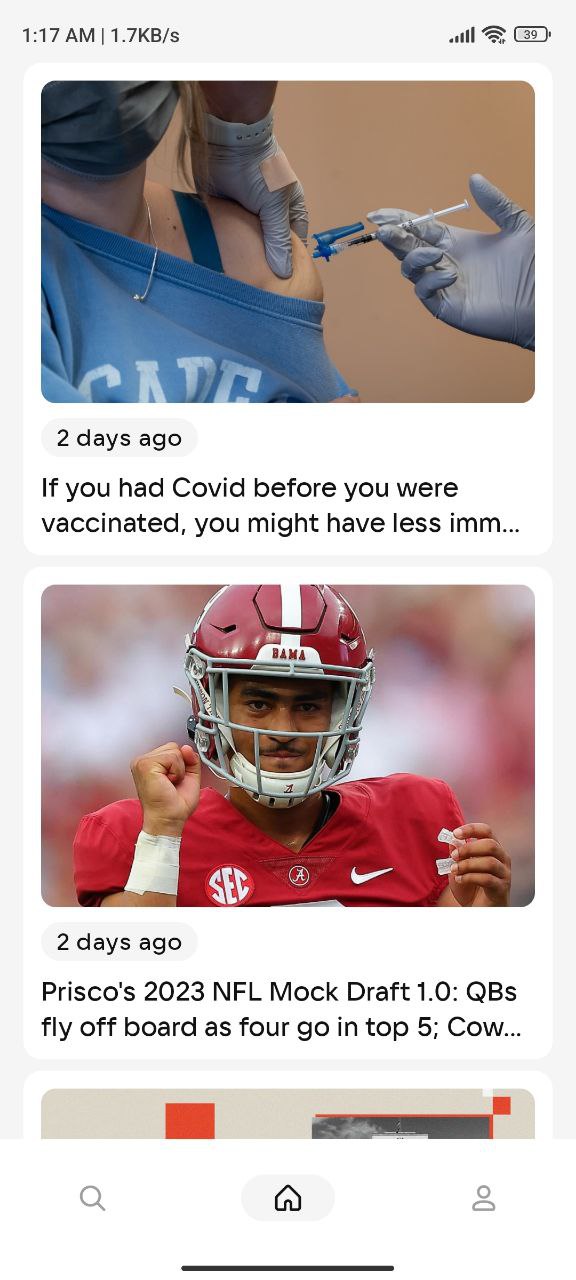 1:17 AM | 1.7KB/s
39
CAPE
2 days ago
If you had Covid before you were
vaccinated, you might have less imm...
BAMA
A
SEC
A
2 days ago
Prisco's 2023 NFL Mock Draft 1.0: QBs
fly off board as four go in top 5; Cow...